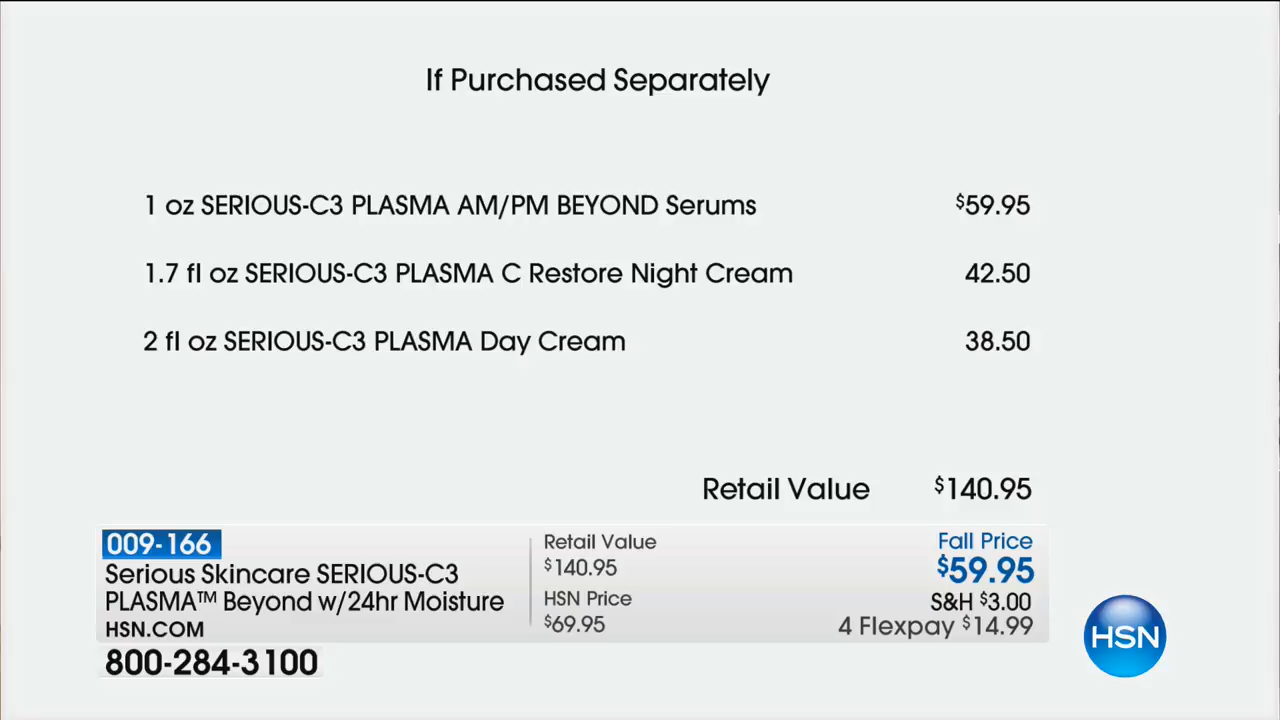 If Purchased Separately
1 oz SERIOUS-C3 PLASMA AM/PM BEYOND Serums $59.95
1.7 fl oz SERIOUS-C3 PLASMA C Restore Night Cream 42.50
2 fl oz SERIOUS-C3 PLASMA Day Cream 38.50
Retail Value $140.95
009-166
Serious Skincare SERIOUS-C3
PLASMA™ Beyond w/24hr Moisture
HSN.COM
800-284-3100
Retail Value
$140.95
HSN Price
$69.95
Fall Price
$59.95
S&H $3.00
4 Flexpay $14.99
HSN